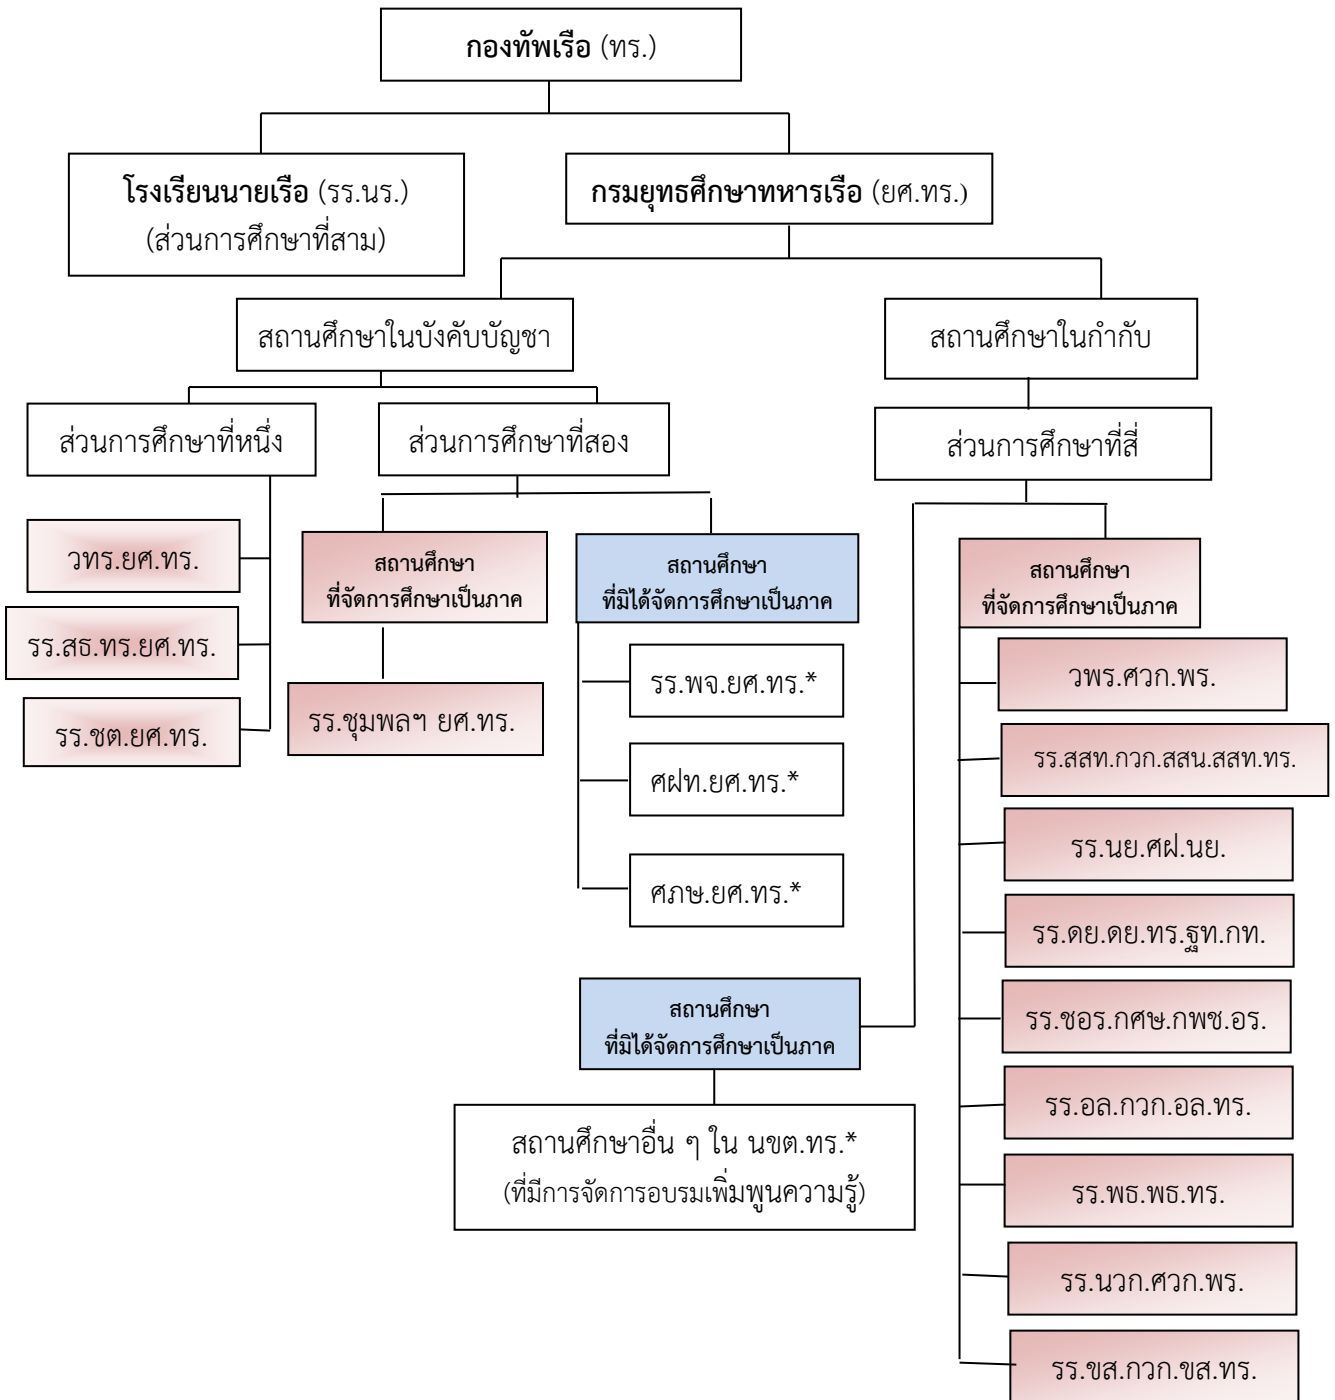 กองทัพเรือ (ทร.)
โรงเรียนนายเรือ (รร.นร.)
(ส่วนการศึกษาที่สาม)
กรมยุทธศึกษาทหารเรือ (ยศ.ทร.)
สถานศึกษาในบังคับบัญชา
สถานศึกษาในกำกับ
ส่วนการศึกษาที่หนึ่ง
ส่วนการศึกษาที่สอง
ส่วนการศึกษาที่สี่
วทร.ยศ.ทร.
รร.สธ.ทร.ยศ.ทร.
รร.ชต.ยศ.ทร.
สถานศึกษา
ที่จัดการศึกษาเป็นภาค
รร.ชุมพลฯ ยศ.ทร.
สถานศึกษา
ที่มิได้จัดการศึกษาเป็นภาค
รร.พจ.ยศ.ทร.*
ศฝท.ยศ.ทร.*
ศภษ.ยศ.ทร.*
สถานศึกษา
ที่มิได้จัดการศึกษาเป็นภาค
สถานศึกษาอื่น ๆ ใน นขต.ทร.*
(ที่มีการจัดการอบรมเพิ่มพูนความรู้)
สถานศึกษา
ที่จัดการศึกษาเป็นภาค
วพร.ศวก.พร.
รร.สสท.กวก.สสน.สสท.ทร.
รร.นย.ศฝ.นย.
รร.ดย.ดย.ทร.ฐท.กท.
รร.ชอร.กศษ.กพช.อร.
รร.อล.กวก.อล.ทร.
รร.พธ.พธ.ทร.
รร.นวก.ศวก.พร.
รร.ขส.กวก.ขส.ทร.